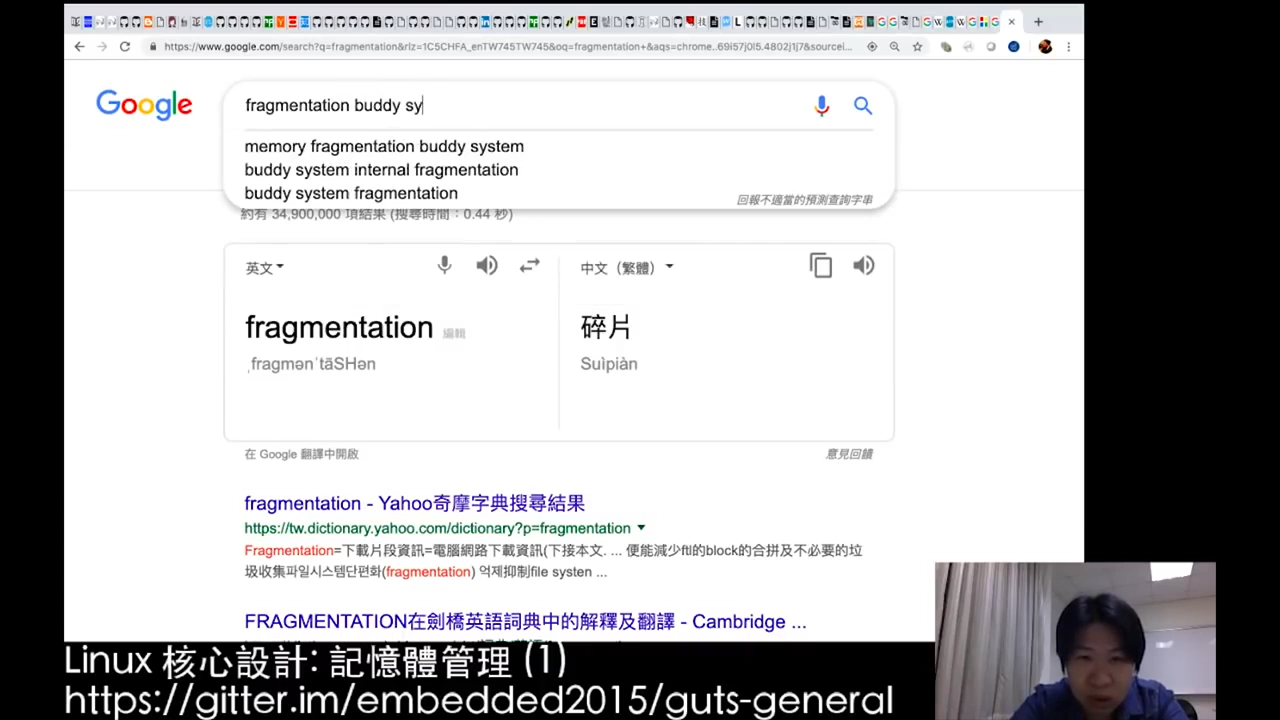 https://www.google.com/search?q=fragmentation&rlz=1C5CHFA_enTW745TW745&oq=fragmentation+&aqs=chrome..69i57j0l5.4802j1j7&sourcei...
Google
fragmentation buddy sy
memory fragmentation buddy system
buddy system internal fragmentation
buddy system fragmentation
回報不適當的預測查詢字串
約有 34,900,000 項結果 (搜尋時間：0.44 秒)
英文
中文（繁體）
fragmentation 編輯
碎片
ˌfragmənˈtāSHən
Suìpiàn
在 Google 翻譯中開啟
意見回饋
fragmentation - Yahoo奇摩字典搜尋結果
https://tw.dictionary.yahoo.com/dictionary?p=fragmentation
Fragmentation=下載片段資訊=電腦網路下載資訊(下接本文. ... 便能減少ftl的block的合拼及不必要的垃
圾收集파일시스템단편화(fragmentation) 억제抑制file systen ...
FRAGMENTATION在劍橋英語詞典中的解釋及翻譯 - Cambridge ...
Linux 核心設計: 記憶體管理 (1)
https://gitter.im/embedded2015/guts-general